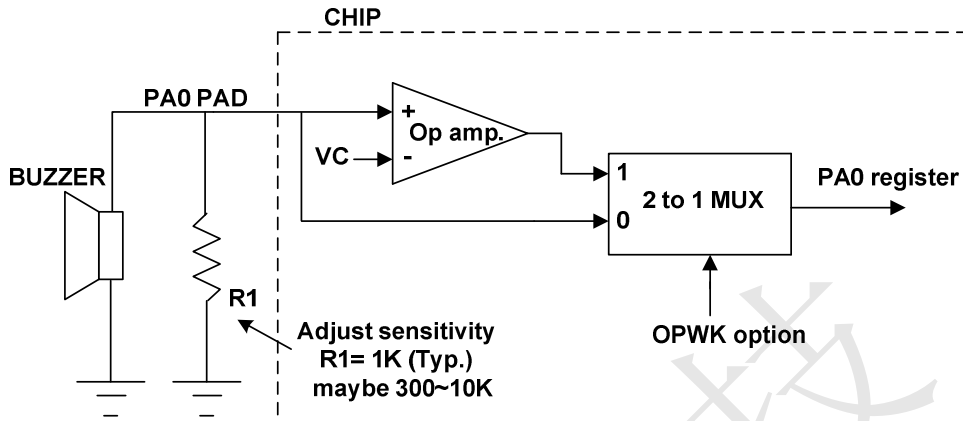 CHIP
PA0 PAD
+
Op amp.
VC
-
BUZZER
1
2 to 1 MUX
0
PA0 register
R1
Adjust sensitivity
R1= 1K (Typ.)
maybe 300~10K
OPWK option